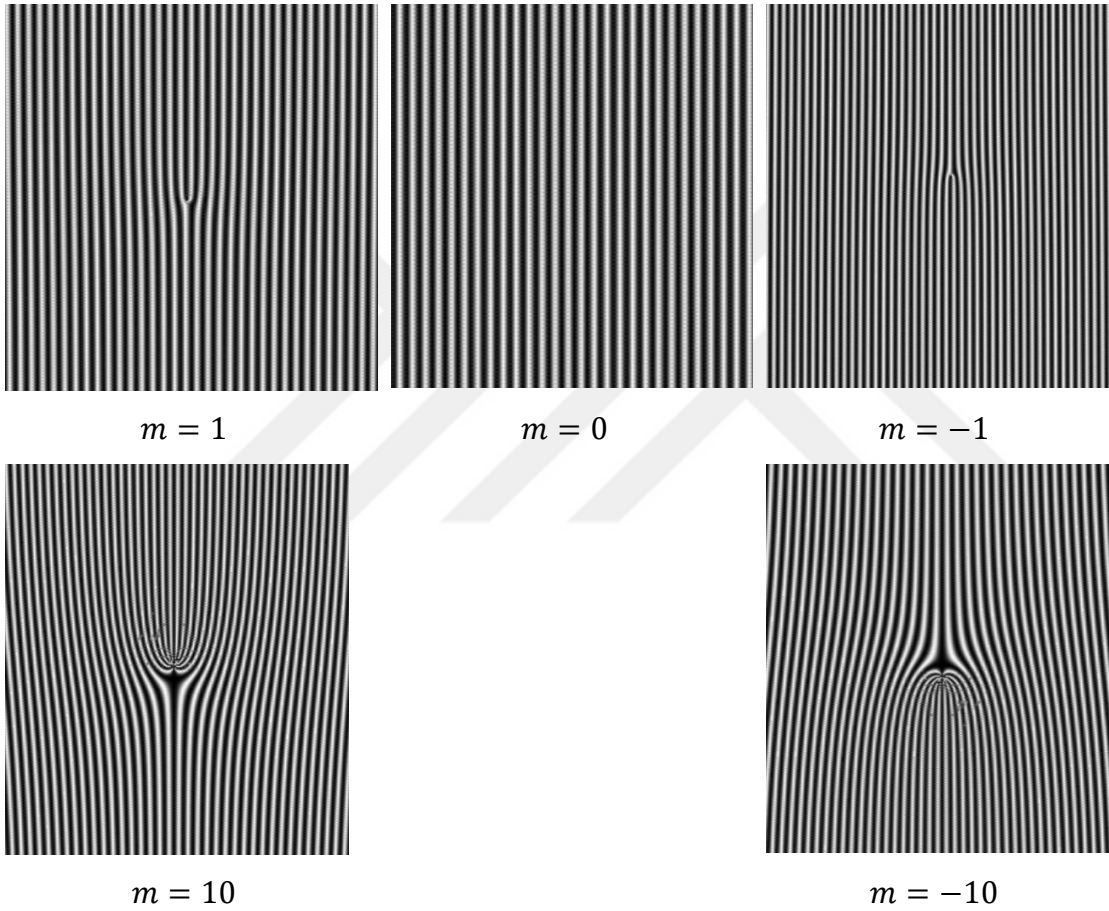 m = 1
m = 0
m = −1
m = 10
m = −10